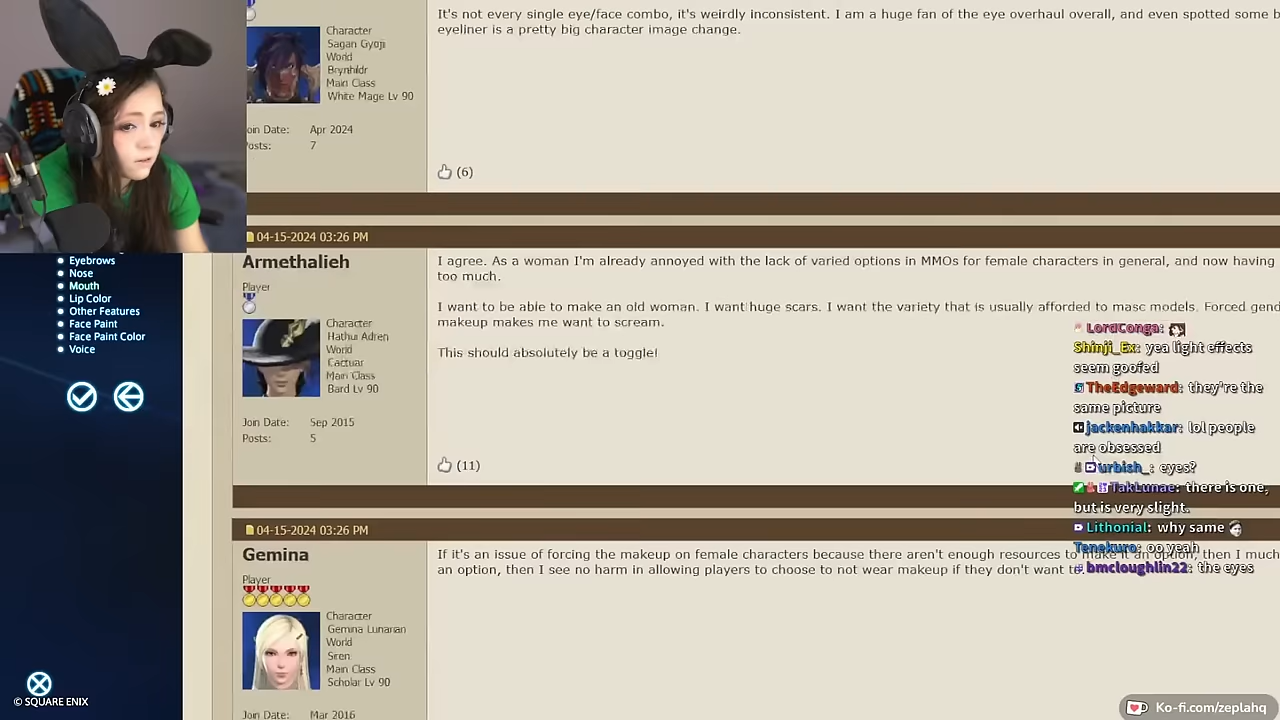 Character
Sagan Gyoji
World
Brynhildr
Main Class
White Mage Lv 90
oin Date: Apr 2024
osts: 7
It's not every single eye/face combo, it's weirdly inconsistent. I am a huge fan of the eye overhaul overall, and even spotted some b
eyeliner is a pretty big character image change.
(6)
04-15-2024 03:26 PM
Armethalieh
Player
Character
Hathui Adren
World
Cactuar
Main Class
Bard Lv 90
Join Date: Sep 2015
Posts: 5
I agree. As a woman I'm already annoyed with the lack of varied options in MMOs for female characters in general, and now having
too much.
I want to be able to make an old woman. I want huge scars. I want the variety that is usually afforded to masc models. Forced gend
makeup makes me want to scream.
This should absolutely be a toggle!
(11)
04-15-2024 03:26 PM
Gemina
Player
Character
Gemina Lunarian
World
Siren
Main Class
Scholar Lv 90
Join Date: Mar 2016
If it's an issue of forcing the makeup on female characters because there aren't enough resources to make it an option, then I much
an option, then I see no harm in allowing players to choose to not wear makeup if they don't want to.
Eyebrows
Nose
Mouth
Lip Color
Other Features
Face Paint
Face Paint Color
Voice
© SQUARE ENIX
LordConga:
Shinji_Ex: yea light effects
seem goofed
TheEdgeward: they're the
same picture
jackenhakkar: lol people
are obsessed
urbish_: eyes?
TakLunae: there is one,
but is very slight.
Lithonial: why same
Tenekuro: oo yeah
bmcloughlin22: the eyes
Ko-fi.com/zeplahq